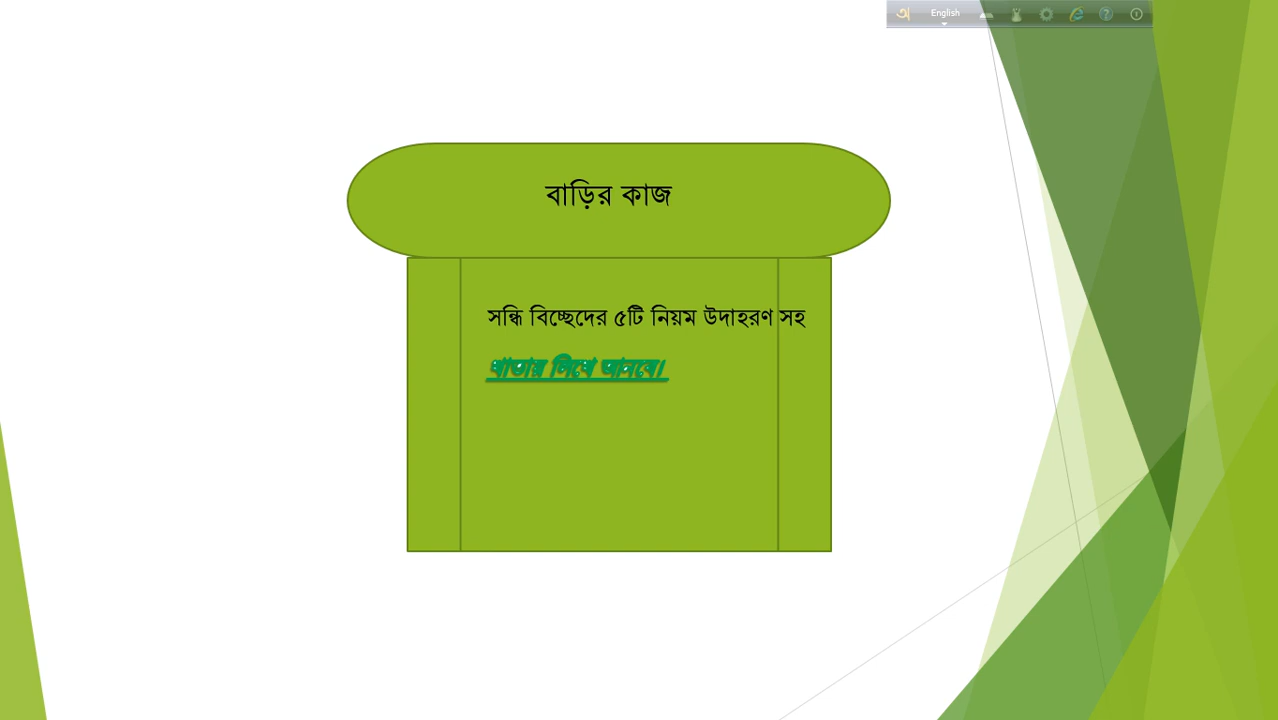 অ English
বাড়ির কাজ
সন্ধি বিচ্ছেদের ৫টি নিয়ম উদাহরণ সহ
খাতায় লিখে আনবে।